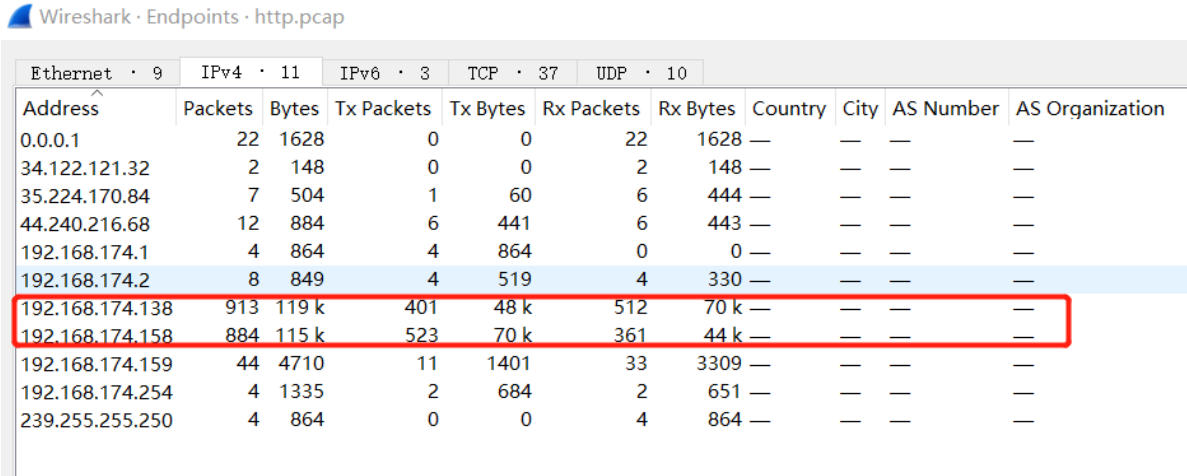 Wireshark · Endpoints · http.pcap
Ethernet · 9 IPv4 · 11 IPv6 · 3 TCP · 37 UDP · 10
Address Packets Bytes Tx Packets Tx Bytes Rx Packets Rx Bytes Country City AS Number AS Organization
0.0.0.1 22 1628 0 0 22 1628 — — — —
34.122.121.32 2 148 0 0 2 148 — — — —
35.224.170.84 7 504 1 60 6 444 — — — —
44.240.216.68 12 884 6 441 6 443 — — — —
192.168.174.1 4 864 4 864 0 0 — — — —
192.168.174.2 8 849 4 519 4 330 — — — —
192.168.174.138 913 119 k 401 48 k 512 70 k — — — —
192.168.174.158 884 115 k 523 70 k 361 44 k — — — —
192.168.174.159 44 4710 11 1401 33 3309 — — — —
192.168.174.254 4 1335 2 684 2 651 — — — —
239.255.255.250 4 864 0 0 4 864 — — — —